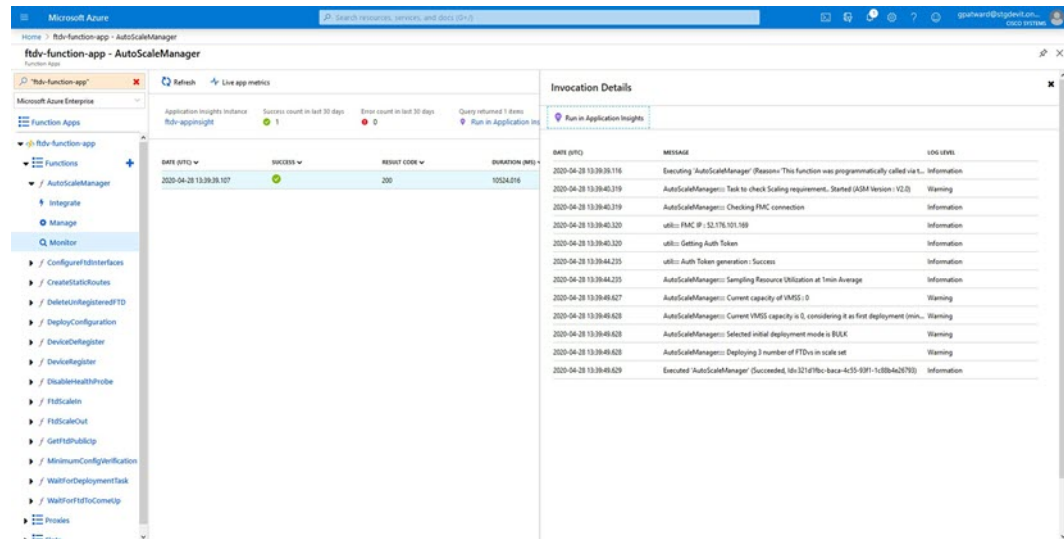 Microsoft Azure
Search resources, services, and docs (G+/)
gpatward@stgdevit.on...
CISCO SYSTEMS
Home > ftdv-function-app - AutoScaleManager
ftdv-function-app - AutoScaleManager
Function Apps
"ftdv-function-app"
Microsoft Azure Enterprise
Function Apps
ftdv-function-app
Functions
AutoScaleManager
Integrate
Manage
Monitor
ConfigureFtdInterfaces
CreateStaticRoutes
DeleteUnRegisteredFTD
DeployConfiguration
DeviceDeRegister
DeviceRegister
DisableHealthProbe
FtdScaleIn
FtdScaleOut
GetFtdPublicIp
MinimumConfigVerification
WaitForDeploymentTask
WaitForFtdToComeUp
Proxies
Refresh Live app metrics
Application Insights Instance Success count in last 30 days Error count in last 30 days Query returned 1 items
ftdv-appinsight 1 0 Run in Application Ins
DATE (UTC) SUCCESS RESULT CODE DURATION (MS)
2020-04-28 13:39:39.107 200 10524.016
Invocation Details
Run in Application Insights
DATE (UTC) MESSAGE LOG LEVEL
2020-04-28 13:39:39.116 Executing 'AutoScaleManager' (Reason='This function was programmatically called via t... Information
2020-04-28 13:39:40.319 AutoScaleManager::: Task to check Scaling requirement.. Started (ASM Version : V2.0) Warning
2020-04-28 13:39:40.319 AutoScaleManager::: Checking FMC connection Information
2020-04-28 13:39:40.320 util::: FMC IP : 52.176.101.169 Information
2020-04-28 13:39:40.320 util::: Getting Auth Token Information
2020-04-28 13:39:44.235 util::: Auth Token generation : Success Information
2020-04-28 13:39:44.235 AutoScaleManager::: Sampling Resource Utilization at 1min Average Information
2020-04-28 13:39:49.627 AutoScaleManager::: Current capacity of VMSS : 0 Warning
2020-04-28 13:39:49.628 AutoScaleManager::: Current VMSS capacity is 0, considering it as first deployment (min... Warning
2020-04-28 13:39:49.628 AutoScaleManager::: Selected initial deployment mode is BULK Warning
2020-04-28 13:39:49.628 AutoScaleManager::: Deploying 3 number of FTDvs in scale set Warning
2020-04-28 13:39:49.629 Executed 'AutoScaleManager' (Succeeded, Id=321d1fbc-baca-4c55-93f1-1c88b4e26793) Information